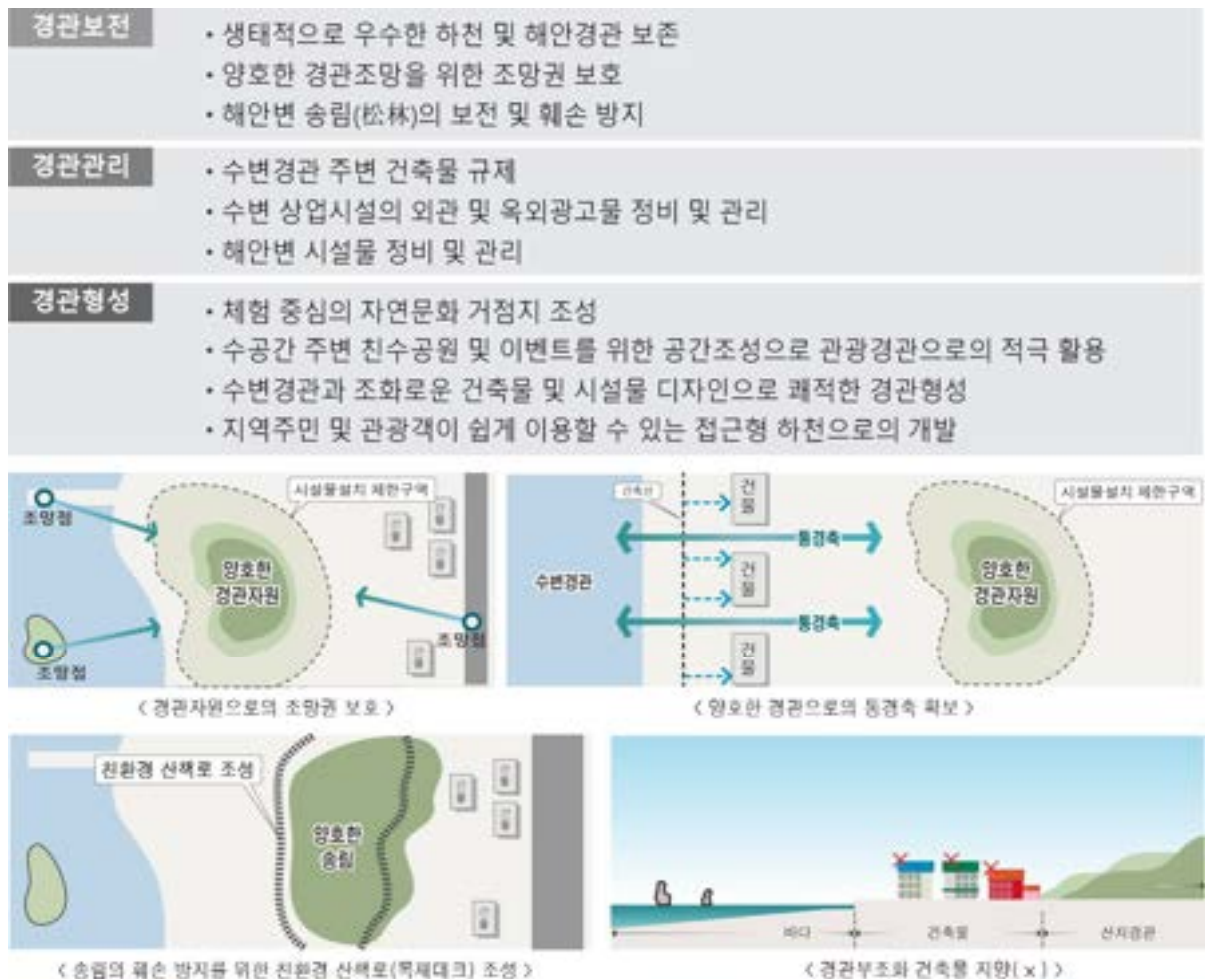 경관보전
• 생태적으로 우수한 하천 및 해안경관 보존
• 양호한 경관조망을 위한 조망권 보호
• 해안변 송림(松林)의 보전 및 훼손 방지
경관관리
• 수변경관 주변 건축물 규제
• 수변 상업시설의 외관 및 옥외광고물 정비 및 관리
• 해안변 시설물 정비 및 관리
경관형성
• 체험 중심의 자연문화 거점지 조성
• 수공간 주변 친수공원 및 이벤트를 위한 공간조성으로 관광경관으로의 적극 활용
• 수변경관과 조화로운 건축물 및 시설물 디자인으로 쾌적한 경관형성
• 지역주민 및 관광객이 쉽게 이용할 수 있는 접근형 하천으로의 개발
조망점
시설물설치 제한구역
양호한
경관자원
조망점
조망점
건물
건물
건물
건물
< 경관자원으로의 조망권 보호 >
건축선
건물
시설물설치 제한구역
통경축
수변경관
건물
양호한
경관자원
통경축
건물
< 양호한 경관으로의 통경축 확보 >
친환경 산책로 조성
양호한
송림
건물
건물
건물
건물
< 송림의 훼손 방지를 위한 친환경 산책로(목재데크) 조성 >
바다
건축물
산지경관
< 경관부조화 건축물 지양(x) >